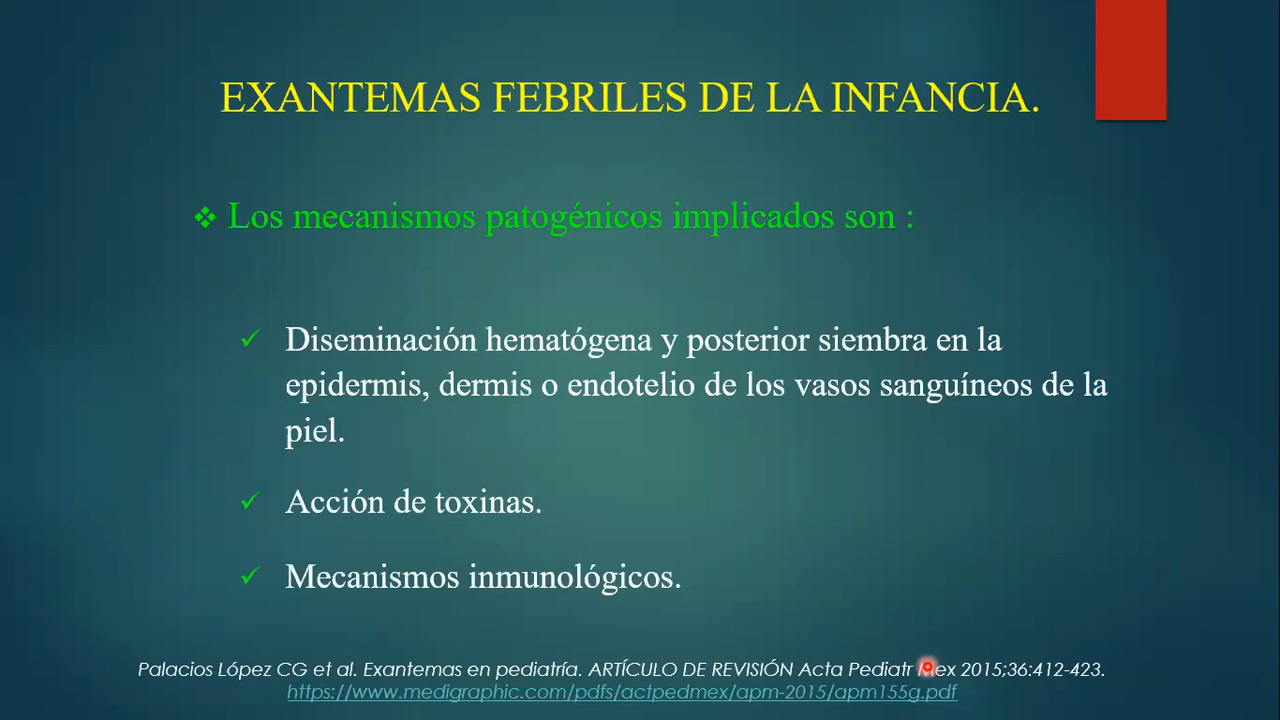 EXANTEMAS FEBRILES DE LA INFANCIA.
Los mecanismos patogénicos implicados son :
Diseminación hematógena y posterior siembra en la
epidermis, dermis o endotelio de los vasos sanguíneos de la
piel.
Acción de toxinas.
Mecanismos inmunológicos.
Palacios López CG et al. Exantemas en pediatría. ARTÍCULO DE REVISIÓN Acta Pediatr Mex 2015;36:412-423.
https://www.medigraphic.com/pdfs/actpedmex/apm-2015/apm155g.pdf